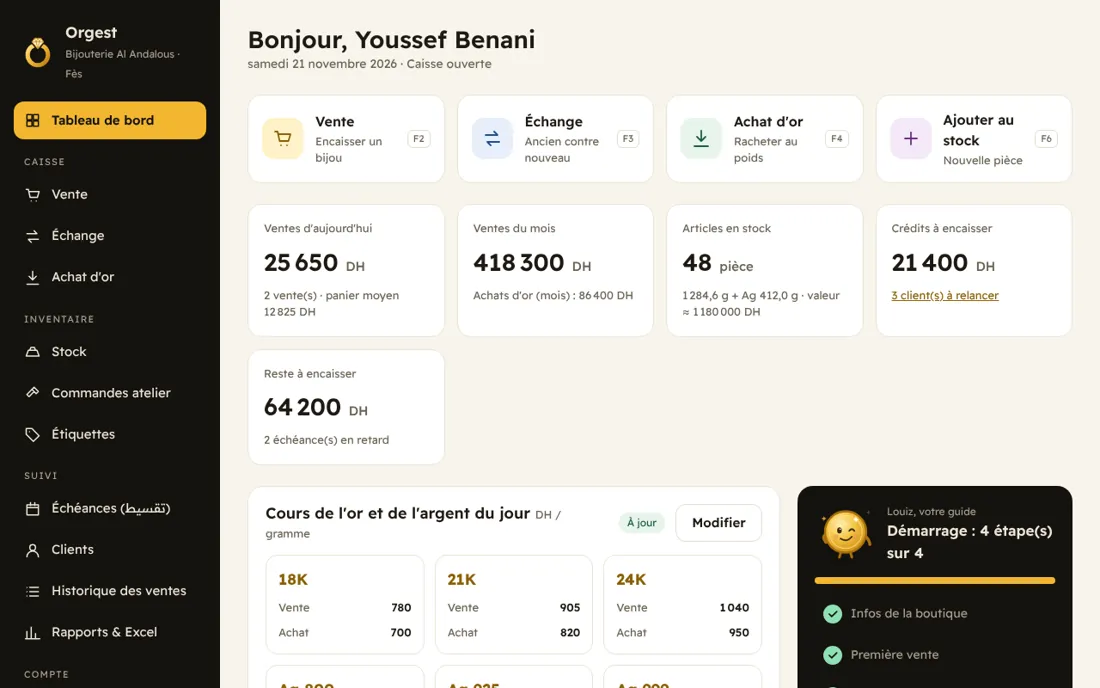 Orgest
Bijouterie Al Andalous ·
Fès
Tableau de bord
CAISSE
Vente
Échange
Achat d'or
INVENTAIRE
Stock
Commandes atelier
Étiquettes
SUIVI
Échéances (تقسيط)
Clients
Historique des ventes
Rapports & Excel
COMPTE
Bonjour, Youssef Benani
samedi 21 novembre 2026 · Caisse ouverte
Vente
Encaisser un
bijou
F2
Échange
Ancien contre
nouveau
F3
Achat d'or
Racheter au
poids
F4
Ajouter au
stock
Nouvelle pièce
F6
Ventes d'aujourd'hui
25 650 DH
2 vente(s) · panier moyen
12 825 DH
Ventes du mois
418 300 DH
Achats d'or (mois) : 86 400 DH
Articles en stock
48 pièce
1 284,6 g + Ag 412,0 g · valeur
≈ 1 180 000 DH
Crédits à encaisser
21 400 DH
3 client(s) à relancer
Reste à encaisser
64 200 DH
2 échéance(s) en retard
Cours de l'or et de l'argent du jour DH /
gramme
À jour
Modifier
18K
Vente 780
Achat 700
21K
Vente 905
Achat 820
24K
Vente 1 040
Achat 950
Ag 800
Ag 925
Ag 999
Louiz, votre guide
Démarrage : 4 étape(s)
sur 4
Infos de la boutique
Première vente